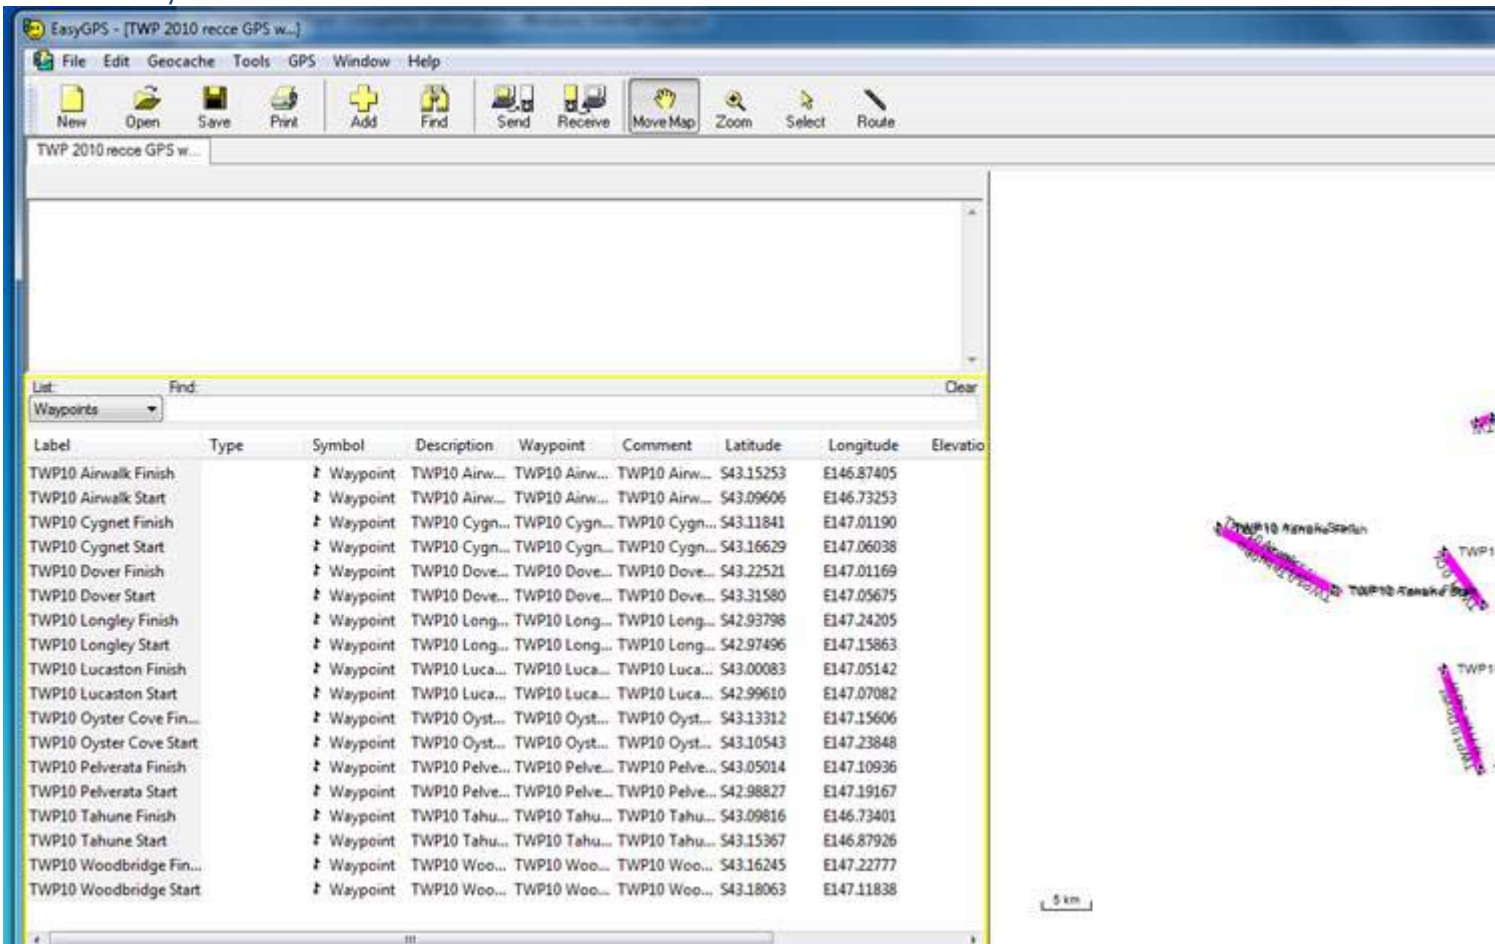 EasyGPS - [TWP 2010 recce GPS w...]
File Edit Geocache Tools GPS Window Help
New Open Save Print Add Find Send Receive Move Map Zoom Select Route
TWP 2010 recce GPS w...
List: Find: Clear
Waypoints
Label Type Symbol Description Waypoint Comment Latitude Longitude Elevatio
TWP10 Airwalk Finish Waypoint TWP10 Airw... TWP10 Airw... TWP10 Airw... S43.15253 E146.87405
TWP10 Airwalk Start Waypoint TWP10 Airw... TWP10 Airw... TWP10 Airw... S43.09606 E146.73253
TWP10 Cygnet Finish Waypoint TWP10 Cygn... TWP10 Cygn... TWP10 Cygn... S43.11841 E147.01190
TWP10 Cygnet Start Waypoint TWP10 Cygn... TWP10 Cygn... TWP10 Cygn... S43.16629 E147.06038
TWP10 Dover Finish Waypoint TWP10 Dove... TWP10 Dove... TWP10 Dove... S43.22521 E147.01169
TWP10 Dover Start Waypoint TWP10 Dove... TWP10 Dove... TWP10 Dove... S43.31580 E147.05675
TWP10 Longley Finish Waypoint TWP10 Long... TWP10 Long... TWP10 Long... S42.93798 E147.24205
TWP10 Longley Start Waypoint TWP10 Long... TWP10 Long... TWP10 Long... S42.97496 E147.15863
TWP10 Lucaston Finish Waypoint TWP10 Luca... TWP10 Luca... TWP10 Luca... S43.00083 E147.05142
TWP10 Lucaston Start Waypoint TWP10 Luca... TWP10 Luca... TWP10 Luca... S42.99610 E147.07082
TWP10 Oyster Cove Fin... Waypoint TWP10 Oyst... TWP10 Oyst... TWP10 Oyst... S43.13312 E147.15606
TWP10 Oyster Cove Start Waypoint TWP10 Oyst... TWP10 Oyst... TWP10 Oyst... S43.10543 E147.23848
TWP10 Pelverata Finish Waypoint TWP10 Pelve... TWP10 Pelve... TWP10 Pelve... S43.05014 E147.10936
TWP10 Pelverata Start Waypoint TWP10 Pelve... TWP10 Pelve... TWP10 Pelve... S42.98827 E147.19167
TWP10 Tahune Finish Waypoint TWP10 Tahu... TWP10 Tahu... TWP10 Tahu... S43.09816 E146.73401
TWP10 Tahune Start Waypoint TWP10 Tahu... TWP10 Tahu... TWP10 Tahu... S43.15367 E146.87926
TWP10 Woodbridge Fin... Waypoint TWP10 Woo... TWP10 Woo... TWP10 Woo... S43.16245 E147.22777
TWP10 Woodbridge Start Waypoint TWP10 Woo... TWP10 Woo... TWP10 Woo... S43.18063 E147.11838
TWP1
TWP1
5 km